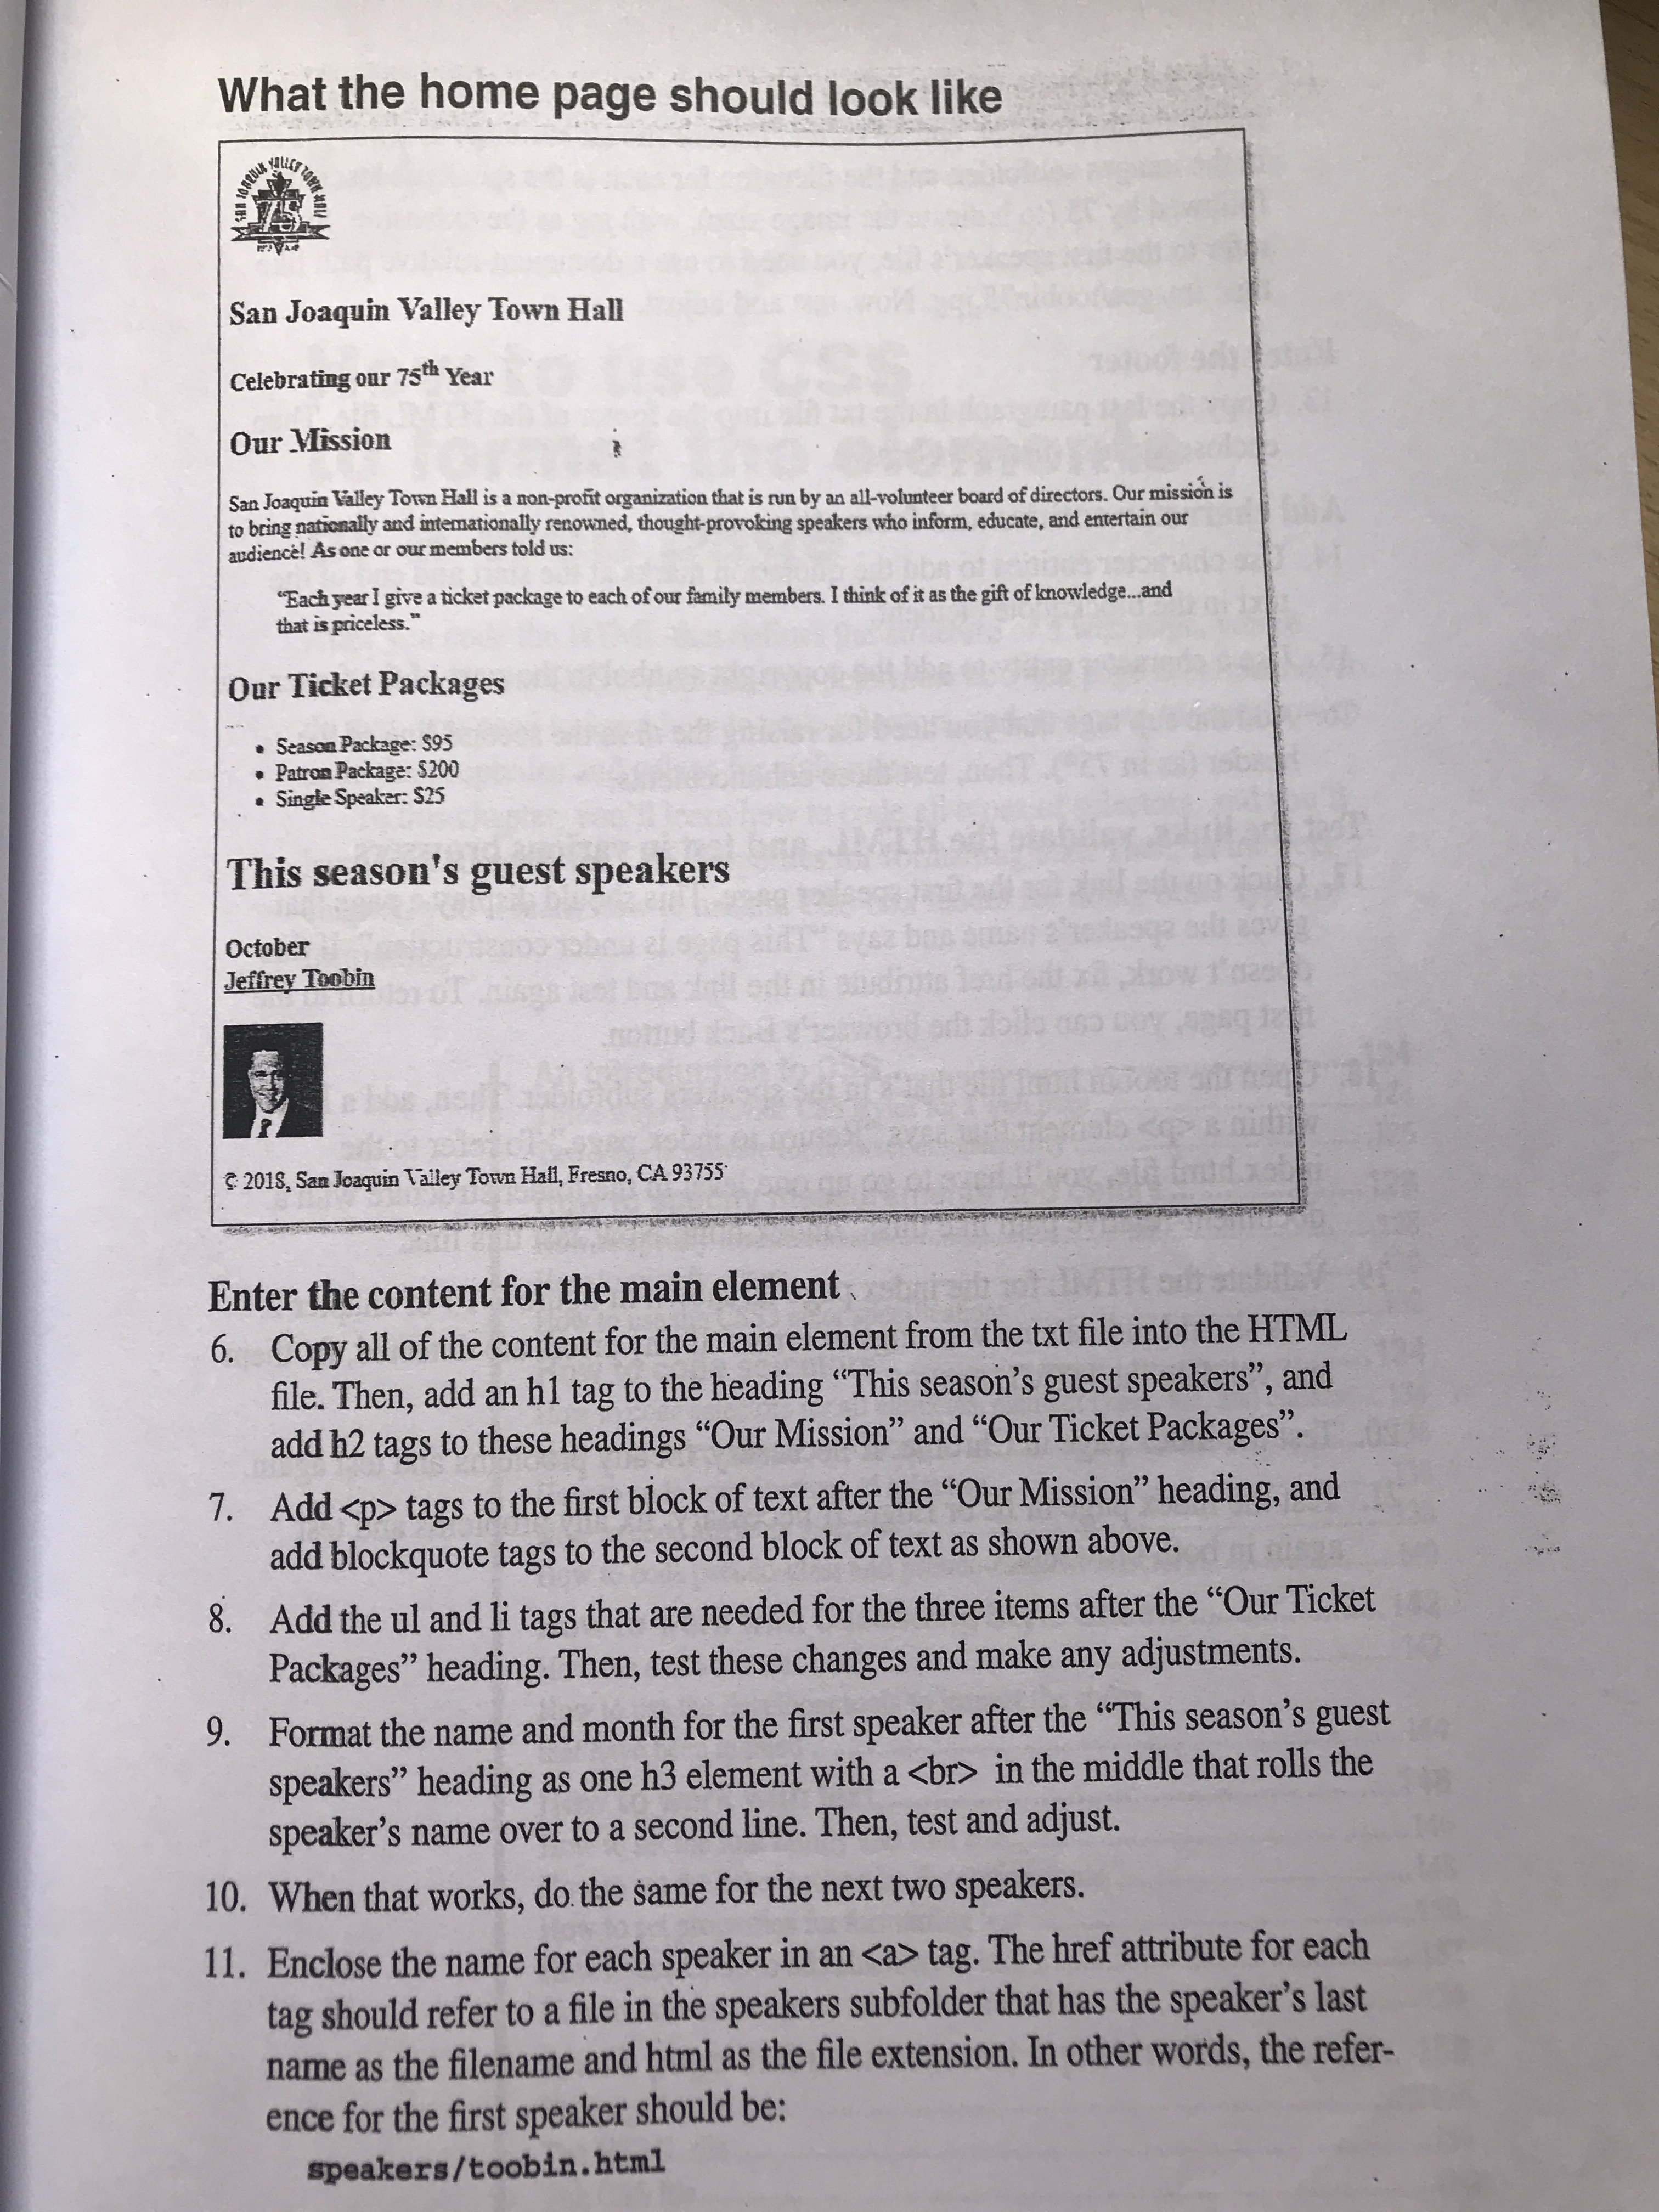 What the home page should look like
SAN JOAQUIN VALLEY TOWN HALL
75
San Joaquin Valley Town Hall
Celebrating our 75th Year
Our Mission
San Joaquin Valley Town Hall is a non-profit organization that is run by an all-volunteer board of directors. Our mission is
to bring nationally and internationally renowned, thought-provoking speakers who inform, educate, and entertain our
audience! As one or our members told us:
“Each year I give a ticket package to each of our family members. I think of it as the gift of knowledge...and
that is priceless.”
Our Ticket Packages
• Season Package: $95
• Patron Package: $200
• Single Speaker: $25
This season's guest speakers
October
Jeffrey Toobin
© 2018, San Joaquin Valley Town Hall, Fresno, CA 93755
Enter the content for the main element
6. Copy all of the content for the main element from the txt file into the HTML
file. Then, add an h1 tag to the heading “This season’s guest speakers”, and
add h2 tags to these headings “Our Mission” and “Our Ticket Packages”.
7. Add <p> tags to the first block of text after the “Our Mission” heading, and
add blockquote tags to the second block of text as shown above.
8. Add the ul and li tags that are needed for the three items after the “Our Ticket
Packages” heading. Then, test these changes and make any adjustments.
9. Format the name and month for the first speaker after the “This season’s guest
speakers” heading as one h3 element with a <br> in the middle that rolls the
speaker’s name over to a second line. Then, test and adjust.
10. When that works, do the same for the next two speakers.
11. Enclose the name for each speaker in an <a> tag. The href attribute for each
tag should refer to a file in the speakers subfolder that has the speaker’s last
name as the filename and html as the file extension. In other words, the refer-
ence for the first speaker should be:
speakers/toobin.html